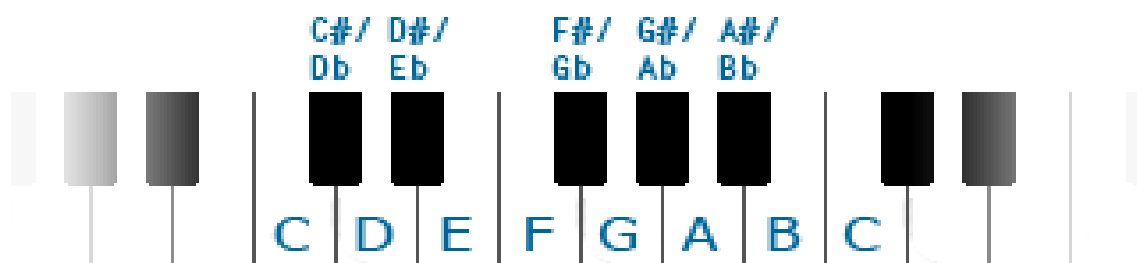 C#/ D#/ F#/ G#/ A#/
Db Eb Gb Ab Bb
C D E F G A B C